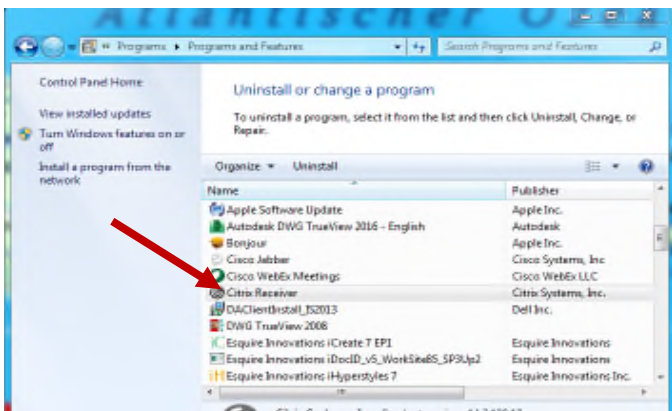 Atlantischer O
Programs ▸ Programs and Features
Search Programs and Features
Control Panel Home
View installed updates
Turn Windows features on or
off
Install a program from the
network
Uninstall or change a program
To uninstall a program, select it from the list and then click Uninstall, Change, or
Repair.
Organize Uninstall
Name Publisher
Apple Software Update Apple Inc.
Autodesk DWG TrueView 2016 - English Autodesk
Bonjour Apple Inc.
Cisco Jabber Cisco Systems, Inc
Cisco WebEx Meetings Cisco WebEx LLC
Citrix Receiver Citrix Systems, Inc.
DAClientInstall_IS2013 Dell Inc.
DWG TrueView 2008
Esquire Innovations iCreate 7 EP1 Esquire Innovations
Esquire Innovations iDocID_v5_WorkSite85_SP3Up2 Esquire Innovations
Esquire Innovations iHyperstyles 7 Esquire Innovations Inc.